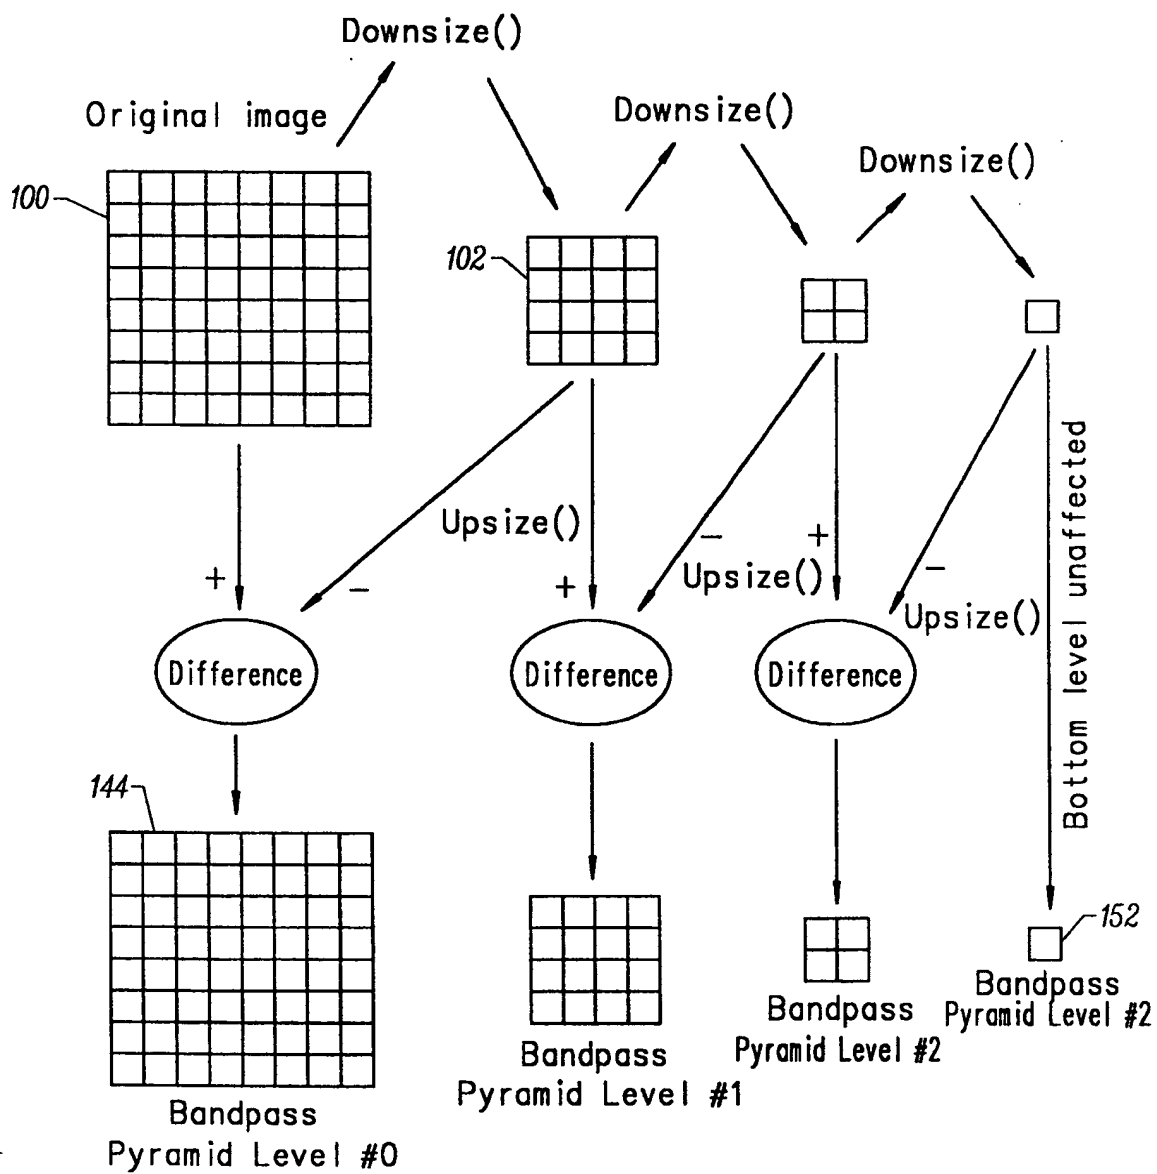 Downsize()
Original image
Downsize()
Downsize()
100
102
Upsize()
+
-
+
-
Upsize()
+
-
Upsize()
Bottom level unaffected
Difference
Difference
Difference
144
152
Bandpass
Pyramid Level #2
Bandpass
Pyramid Level #2
Bandpass
Pyramid Level #1
Bandpass
Pyramid Level #0